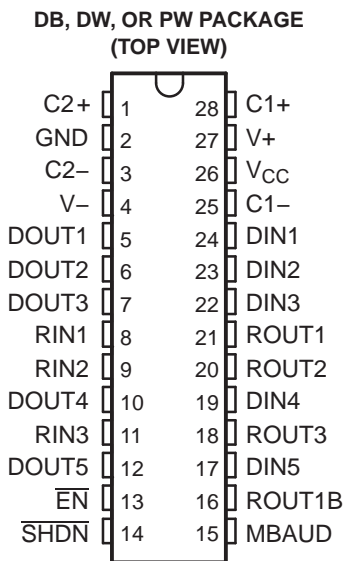 DB, DW, OR PW PACKAGE
(TOP VIEW)
C2+ 1 28 C1+
GND 2 27 V+
C2− 3 26 VCC
V− 4 25 C1−
DOUT1 5 24 DIN1
DOUT2 6 23 DIN2
DOUT3 7 22 DIN3
RIN1 8 21 ROUT1
RIN2 9 20 ROUT2
DOUT4 10 19 DIN4
RIN3 11 18 ROUT3
DOUT5 12 17 DIN5
EN 13 16 ROUT1B
SHDN 14 15 MBAUD